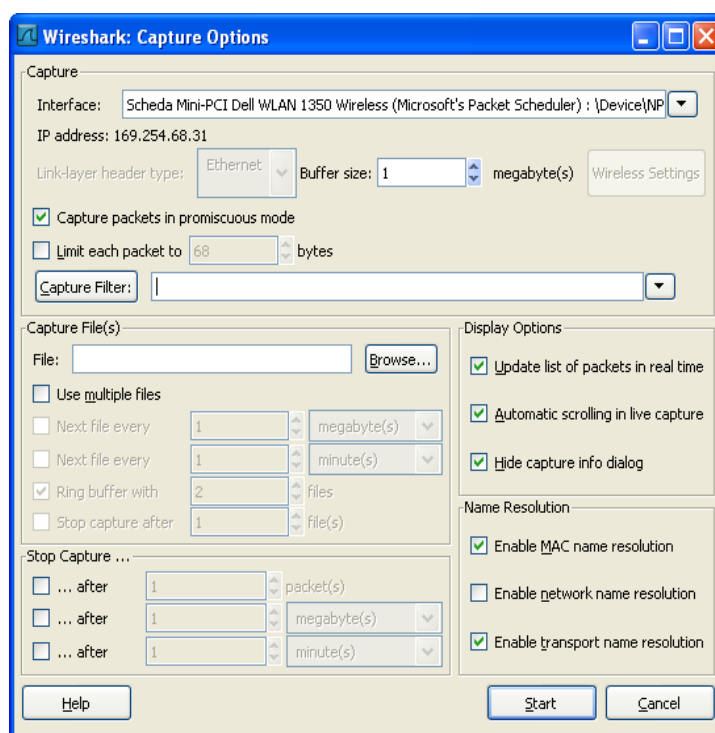 Wireshark: Capture Options
Capture
Interface: Scheda Mini-PCI Dell WLAN 1350 Wireless (Microsoft's Packet Scheduler) : \Device\NP
IP address: 169.254.68.31
Link-layer header type: Ethernet Buffer size: 1 megabyte(s) Wireless Settings
Capture packets in promiscuous mode
Limit each packet to 68 bytes
Capture Filter:
Capture File(s)
File: Browse...
Use multiple files
Next file every 1 megabyte(s)
Next file every 1 minute(s)
Ring buffer with 2 files
Stop capture after 1 file(s)
Stop Capture ...
... after 1 packet(s)
... after 1 megabyte(s)
... after 1 minute(s)
Display Options
Update list of packets in real time
Automatic scrolling in live capture
Hide capture info dialog
Name Resolution
Enable MAC name resolution
Enable network name resolution
Enable transport name resolution
Help Start Cancel